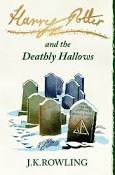 Harry Potter
and the
Deathly Hallows
J.K.ROWLING